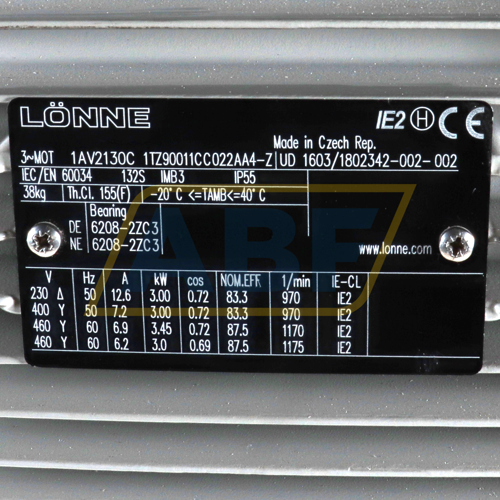 LÖNNE IE2 H CE
Made in Czech Rep.
3~MOT 1AV2130C 1TZ90011CC022AA4-Z UD 1603/1802342-002-002
IEC/EN 60034 132S IMB3 IP55
38kg Th.Cl. 155(F) -20°C <=TAMB<=40°C
Bearing
DE 6208-2ZC3
NE 6208-2ZC3
www.lonne.com
V Hz A kW cos NOM.EFF 1/min IE-CL
230 Δ 50 12.6 3.00 0.72 83.3 970 IE2
400 Y 50 7.2 3.00 0.72 83.3 970 IE2
460 Y 60 6.9 3.45 0.72 87.5 1170 IE2
460 Y 60 6.2 3.0 0.69 87.5 1175 IE2
ABF